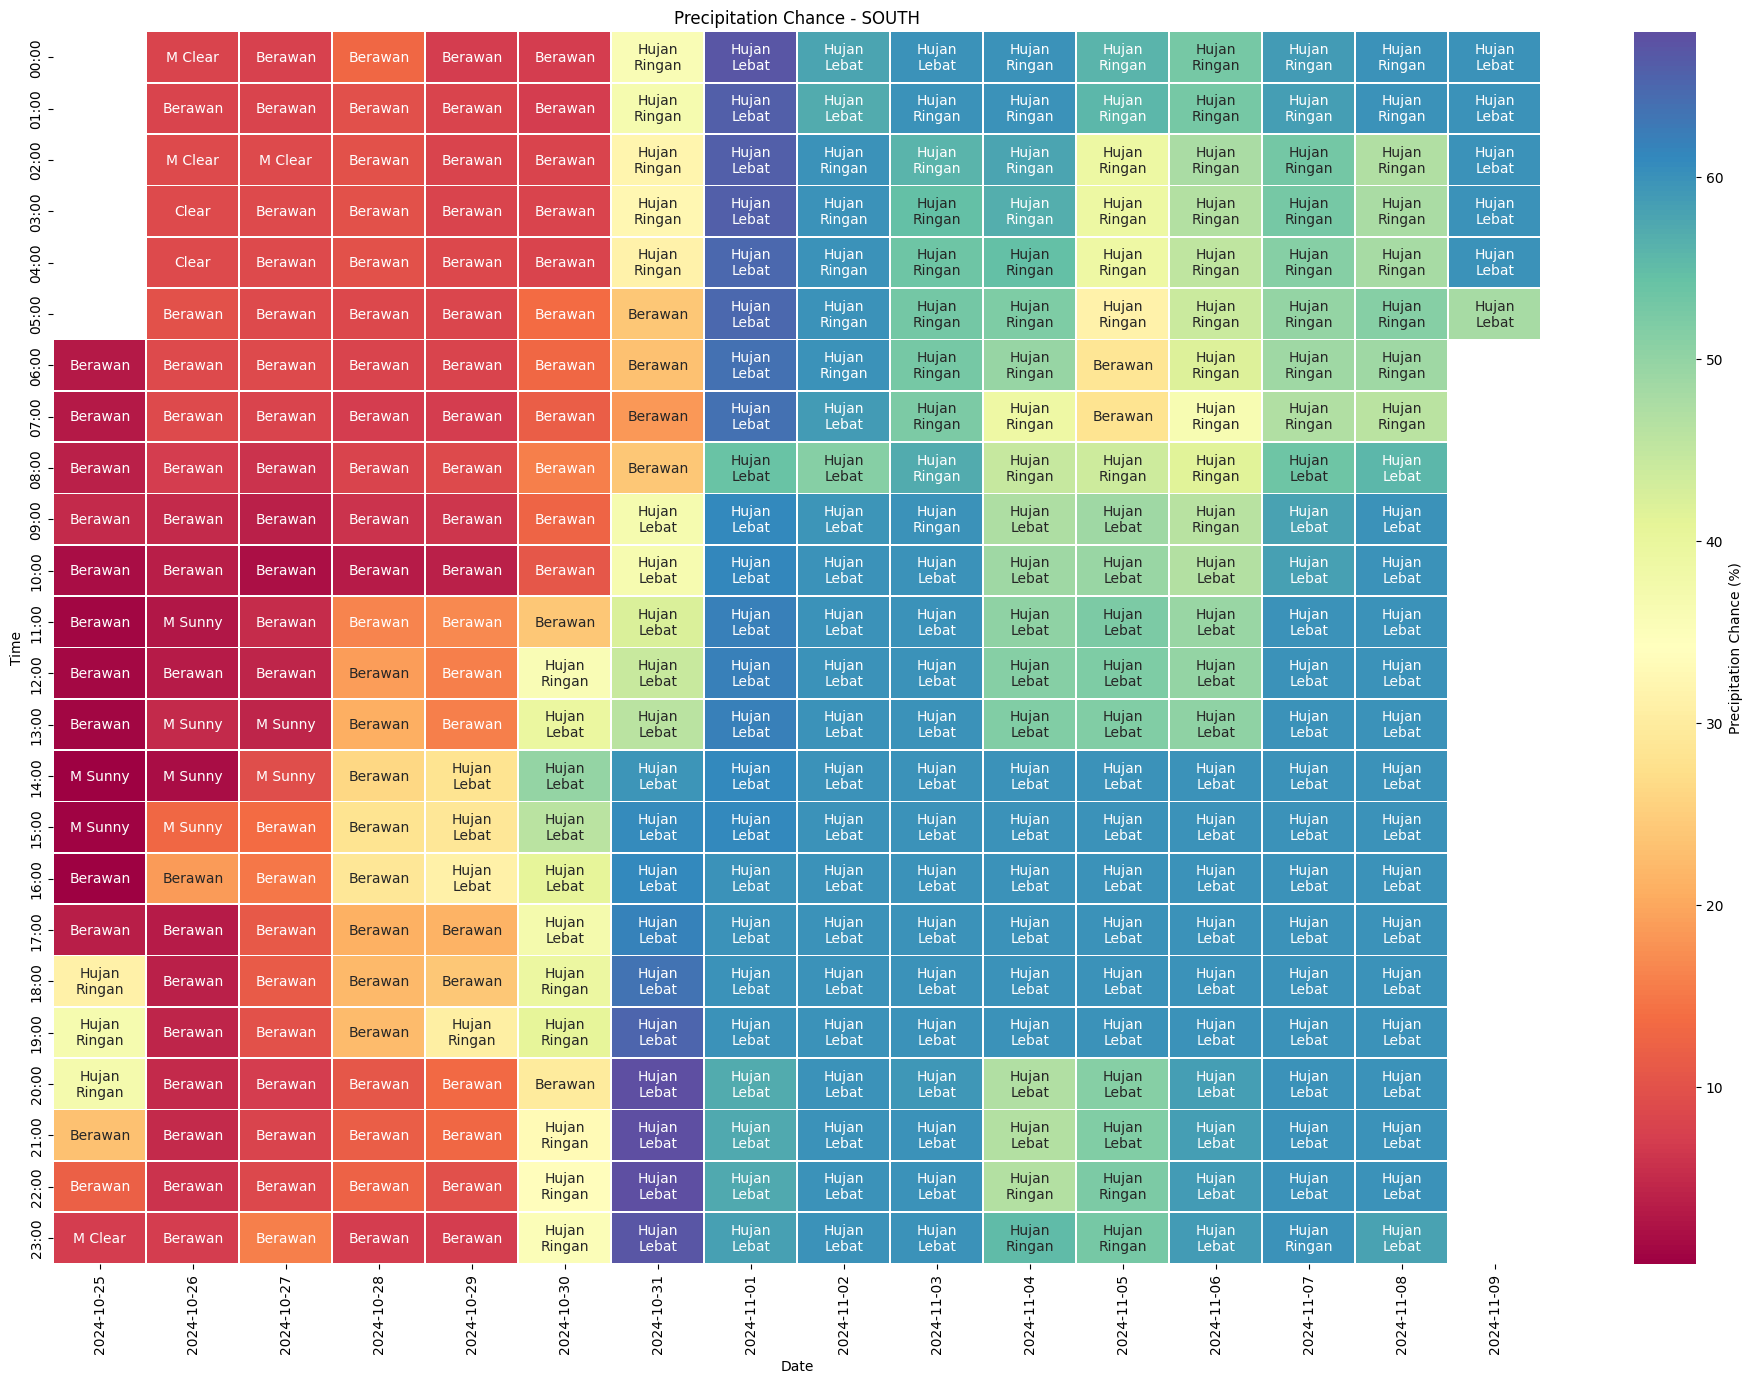 Precipitation Chance - SOUTH
00:00 M Clear Berawan Berawan Berawan Berawan Hujan Ringan Hujan Lebat Hujan Lebat Hujan Lebat Hujan Ringan Hujan Ringan Hujan Ringan Hujan Ringan Hujan Ringan Hujan Lebat
01:00 Berawan Berawan Berawan Berawan Berawan Hujan Ringan Hujan Lebat Hujan Lebat Hujan Ringan Hujan Ringan Hujan Ringan Hujan Ringan Hujan Ringan Hujan Ringan Hujan Lebat
02:00 M Clear M Clear Berawan Berawan Berawan Hujan Ringan Hujan Lebat Hujan Ringan Hujan Ringan Hujan Ringan Hujan Ringan Hujan Ringan Hujan Ringan Hujan Ringan Hujan Lebat
03:00 Clear Berawan Berawan Berawan Berawan Hujan Ringan Hujan Lebat Hujan Ringan Hujan Ringan Hujan Ringan Hujan Ringan Hujan Ringan Hujan Ringan Hujan Ringan Hujan Lebat
04:00 Clear Berawan Berawan Berawan Berawan Hujan Ringan Hujan Lebat Hujan Ringan Hujan Ringan Hujan Ringan Hujan Ringan Hujan Ringan Hujan Ringan Hujan Ringan Hujan Lebat
05:00 Berawan Berawan Berawan Berawan Berawan Berawan Hujan Lebat Hujan Ringan Hujan Ringan Hujan Ringan Hujan Ringan Hujan Ringan Hujan Ringan Hujan Ringan Hujan Lebat
06:00 Berawan Berawan Berawan Berawan Berawan Berawan Berawan Hujan Lebat Hujan Ringan Hujan Ringan Hujan Ringan Berawan Hujan Ringan Hujan Ringan Hujan Ringan
07:00 Berawan Berawan Berawan Berawan Berawan Berawan Berawan Hujan Lebat Hujan Lebat Hujan Ringan Hujan Ringan Berawan Hujan Ringan Hujan Ringan Hujan Ringan
08:00 Berawan Berawan Berawan Berawan Berawan Berawan Berawan Hujan Lebat Hujan Lebat Hujan Ringan Hujan Ringan Hujan Ringan Hujan Ringan Hujan Lebat Hujan Lebat
09:00 Berawan Berawan Berawan Berawan Berawan Berawan Hujan Lebat Hujan Lebat Hujan Lebat Hujan Ringan Hujan Lebat Hujan Lebat Hujan Ringan Hujan Lebat Hujan Lebat
10:00 Berawan Berawan Berawan Berawan Berawan Berawan Hujan Lebat Hujan Lebat Hujan Lebat Hujan Lebat Hujan Lebat Hujan Lebat Hujan Lebat Hujan Lebat Hujan Lebat
11:00 Berawan M Sunny Berawan Berawan Berawan Berawan Hujan Lebat Hujan Lebat Hujan Lebat Hujan Lebat Hujan Lebat Hujan Lebat Hujan Lebat Hujan Lebat Hujan Lebat
12:00 Berawan Berawan Berawan Berawan Berawan Hujan Ringan Hujan Lebat Hujan Lebat Hujan Lebat Hujan Lebat Hujan Lebat Hujan Lebat Hujan Lebat Hujan Lebat Hujan Lebat
13:00 Berawan M Sunny M Sunny Berawan Berawan Hujan Lebat Hujan Lebat Hujan Lebat Hujan Lebat Hujan Lebat Hujan Lebat Hujan Lebat Hujan Lebat Hujan Lebat Hujan Lebat
14:00 M Sunny M Sunny M Sunny Berawan Hujan Lebat Hujan Lebat Hujan Lebat Hujan Lebat Hujan Lebat Hujan Lebat Hujan Lebat Hujan Lebat Hujan Lebat Hujan Lebat Hujan Lebat
15:00 M Sunny M Sunny Berawan Berawan Hujan Lebat Hujan Lebat Hujan Lebat Hujan Lebat Hujan Lebat Hujan Lebat Hujan Lebat Hujan Lebat Hujan Lebat Hujan Lebat Hujan Lebat
16:00 Berawan Berawan Berawan Berawan Hujan Lebat Hujan Lebat Hujan Lebat Hujan Lebat Hujan Lebat Hujan Lebat Hujan Lebat Hujan Lebat Hujan Lebat Hujan Lebat Hujan Lebat
17:00 Berawan Berawan Berawan Berawan Berawan Hujan Lebat Hujan Lebat Hujan Lebat Hujan Lebat Hujan Lebat Hujan Lebat Hujan Lebat Hujan Lebat Hujan Lebat Hujan Lebat
18:00 Hujan Ringan Berawan Berawan Berawan Berawan Hujan Ringan Hujan Lebat Hujan Lebat Hujan Lebat Hujan Lebat Hujan Lebat Hujan Lebat Hujan Lebat Hujan Lebat Hujan Lebat
19:00 Hujan Ringan Berawan Berawan Berawan Hujan Ringan Hujan Ringan Hujan Lebat Hujan Lebat Hujan Lebat Hujan Lebat Hujan Lebat Hujan Lebat Hujan Lebat Hujan Lebat Hujan Lebat
20:00 Hujan Ringan Berawan Berawan Berawan Berawan Berawan Hujan Lebat Hujan Lebat Hujan Lebat Hujan Lebat Hujan Lebat Hujan Lebat Hujan Lebat Hujan Lebat Hujan Lebat
21:00 Berawan Berawan Berawan Berawan Berawan Hujan Ringan Hujan Lebat Hujan Lebat Hujan Lebat Hujan Lebat Hujan Lebat Hujan Lebat Hujan Lebat Hujan Lebat Hujan Lebat
22:00 Berawan Berawan Berawan Berawan Berawan Hujan Ringan Hujan Lebat Hujan Lebat Hujan Lebat Hujan Lebat Hujan Ringan Hujan Ringan Hujan Lebat Hujan Lebat Hujan Lebat
23:00 M Clear Berawan Berawan Berawan Berawan Hujan Ringan Hujan Lebat Hujan Lebat Hujan Lebat Hujan Lebat Hujan Ringan Hujan Ringan Hujan Lebat Hujan Ringan Hujan Lebat
2024-10-25 2024-10-26 2024-10-27 2024-10-28 2024-10-29 2024-10-30 2024-10-31 2024-11-01 2024-11-02 2024-11-03 2024-11-04 2024-11-05 2024-11-06 2024-11-07 2024-11-08 2024-11-09
Date
Time
60
50
40
30
20
10
Precipitation Chance (%)